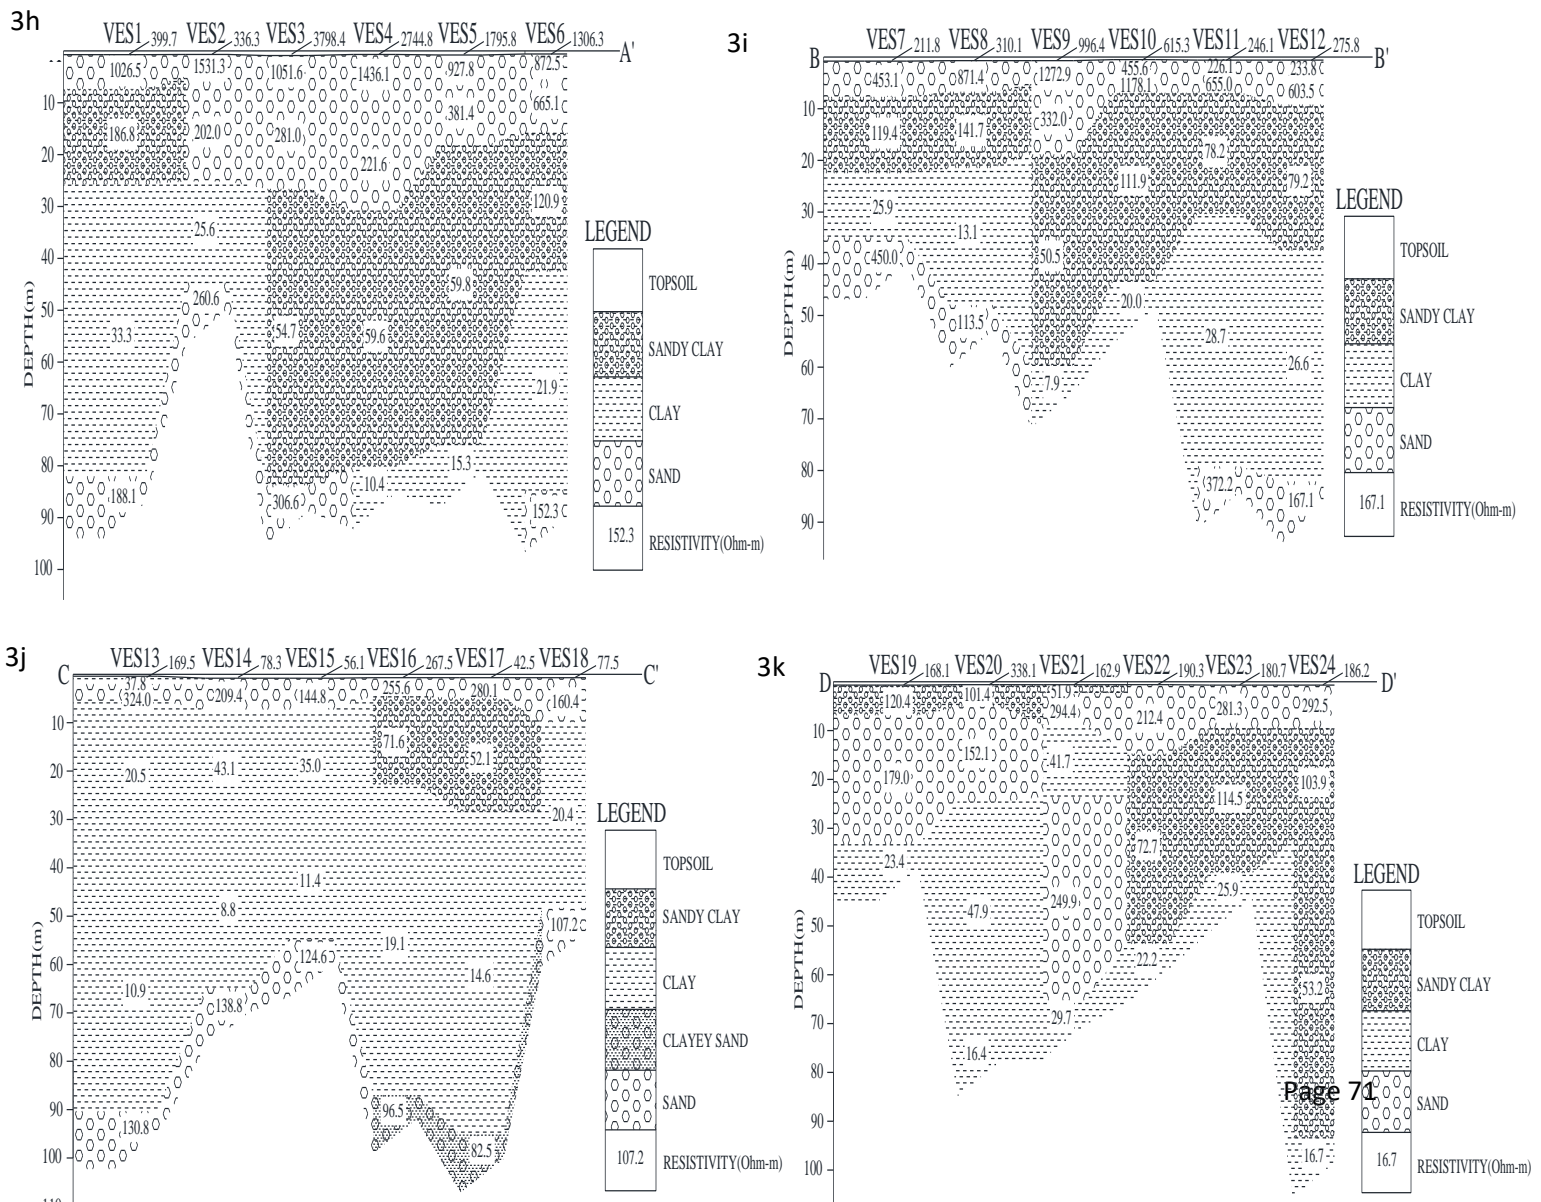 3h
VES1 399.7 VES2 336.3 VES3 3798.4 VES4 2744.8 VES5 1795.8 VES6 1306.3
A'
1026.5 1531.3 1051.6 1436.1 927.8 872.5
10
381.4 665.1
186.8 202.0 281.0
20
221.6
120.9
30
25.6
40
59.8
260.6
50
33.3 54.7 59.6
60
21.9
70
80
15.3
10.4
188.1 306.6
90
152.3
100
DEPTH(m)
LEGEND
TOPSOIL
SANDY CLAY
CLAY
SAND
152.3 RESISTIVITY(Ohm-m)
3i
VES7 211.8 VES8 310.1 VES9 996.4 VES10 615.3 VES11 246.1 VES12 275.8
B B'
453.1 871.4 1272.9 455.6 226.1 233.8
1178.1 655.0 603.5
10
119.4 141.7 332.0
78.2
20
111.9 79.2
30
25.9
13.1
40
450.0 50.5
20.0
50
113.5
28.7
60
26.6
7.9
70
80
372.2
167.1
90
DEPTH(m)
LEGEND
TOPSOIL
SANDY CLAY
CLAY
SAND
167.1 RESISTIVITY(Ohm-m)
3j
VES13 169.5 VES14 78.3 VES15 56.1 VES16 267.5 VES17 42.5 VES18 77.5
C C'
37.8 255.6 280.1
324.0 209.4 144.8 160.4
10
71.6
52.1
20
20.5 43.1 35.0
20.4
30
40
11.4
8.8
50
107.2
19.1
124.6
60
14.6
10.9
138.8
70
80
90
96.5
130.8
82.5
100
110
DEPTH(m)
LEGEND
TOPSOIL
SANDY CLAY
CLAY
CLAYEY SAND
SAND
107.2 RESISTIVITY(Ohm-m)
3k
VES19 168.1 VES20 338.1 VES21 162.9 VES22 190.3 VES23 180.7 VES24 186.2
D D'
120.4 101.4 51.9
294.4 212.4 281.3 292.5
10
152.1 41.7
20
179.0 103.9
114.5
30
72.7
23.4
40
25.9
47.9 249.9
50
22.2
60
53.2
29.7
70
16.4
80
90
16.7
100
DEPTH(m)
LEGEND
TOPSOIL
SANDY CLAY
CLAY
SAND
16.7 RESISTIVITY(Ohm-m)
Page 71